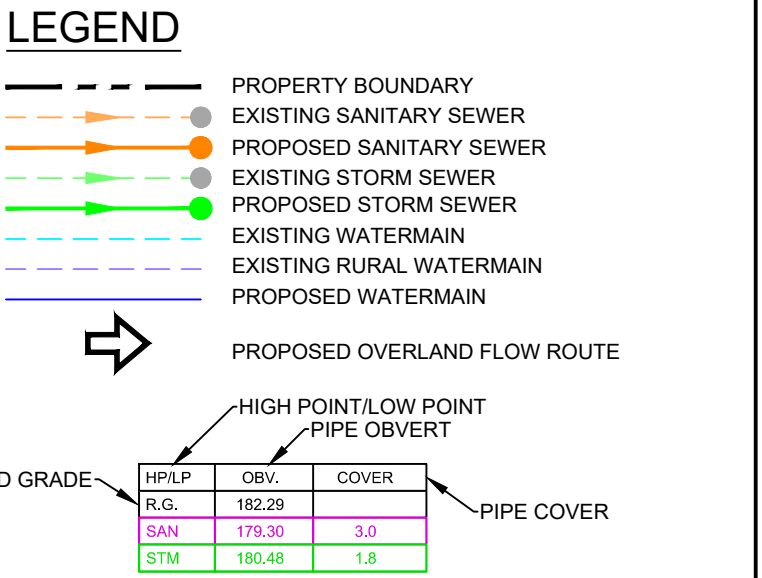 LEGEND
PROPERTY BOUNDARY
EXISTING SANITARY SEWER
PROPOSED SANITARY SEWER
EXISTING STORM SEWER
PROPOSED STORM SEWER
EXISTING WATERMAIN
EXISTING RURAL WATERMAIN
PROPOSED WATERMAIN
PROPOSED OVERLAND FLOW ROUTE
HIGH POINT/LOW POINT
PIPE OBVERT
D GRADE
HP/LP OBV. COVER
R.G. 182.29
SAN 179.30 3.0
STM 180.48 1.8
PIPE COVER